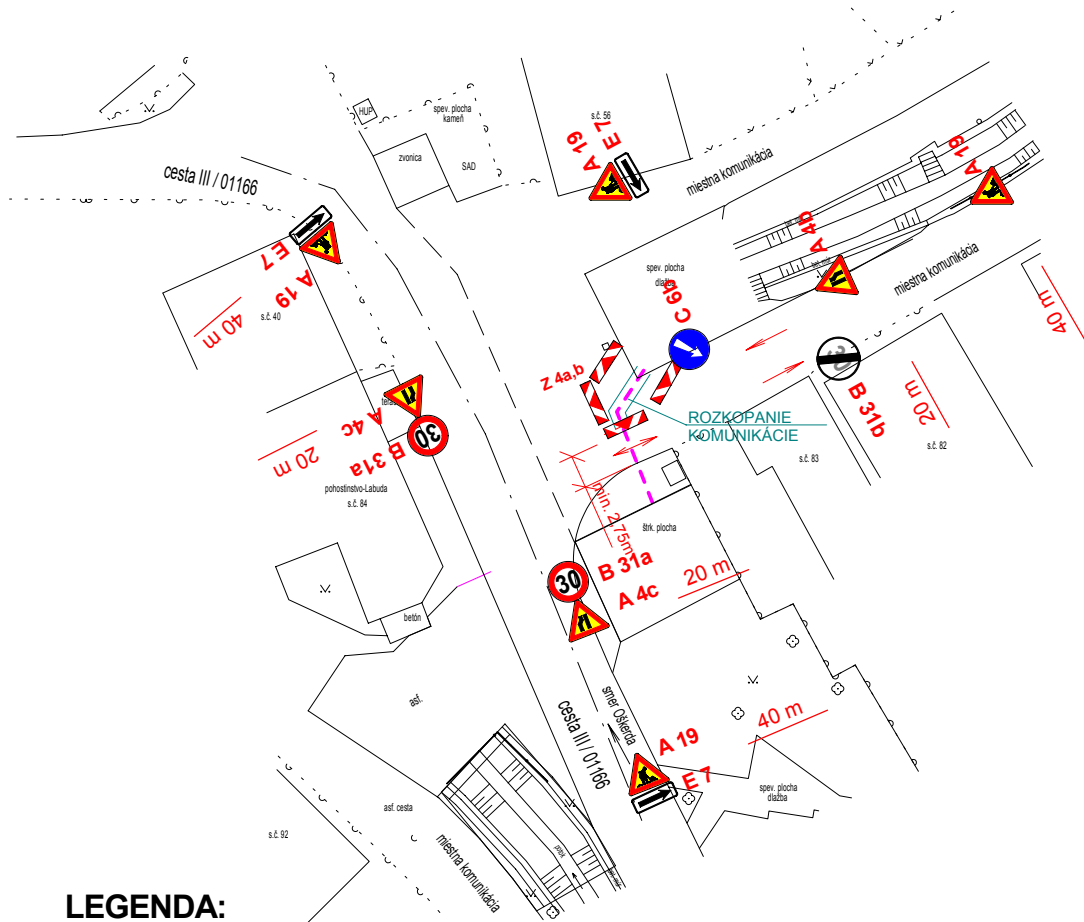 HUP
spev. plocha
kameň
s.č. 56
A 19
E 7
zvonica
SAD
cesta III / 01166
miestna komunikácia
A 19
E 7
A 19
40 m
s.č. 40
spev. plocha
dlažba
C 6b
A 4b
miestna komunikácia
40 m
Z 4a,b
ROZKOPANIE
KOMUNIKÁCIE
30
B 31b
20 m
s.č. 82
s.č. 83
A 4c
30
B 31a
20 m
pohostinstvo-Labuda
s.č. 84
min. 2,75m
štrk. plocha
30
B 31a
A 4c
20 m
betón
asf.
smer Oškerda
cesta III / 01166
40 m
A 19
E 7
spev. plocha
dlažba
asf. cesta
s.č. 92
miestna komunikácia
LEGENDA: